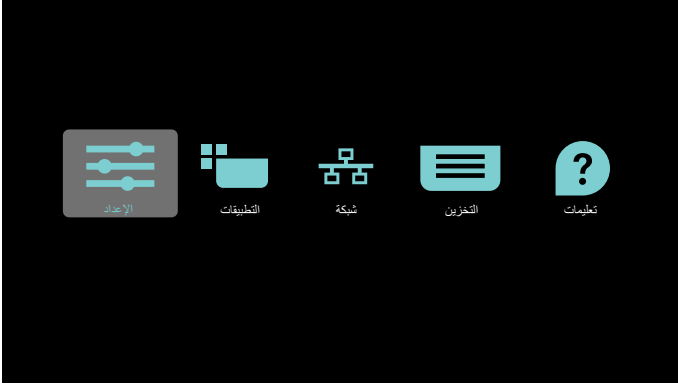 الإعداد
التطبيقات
شبكة
التخزين
تعليمات